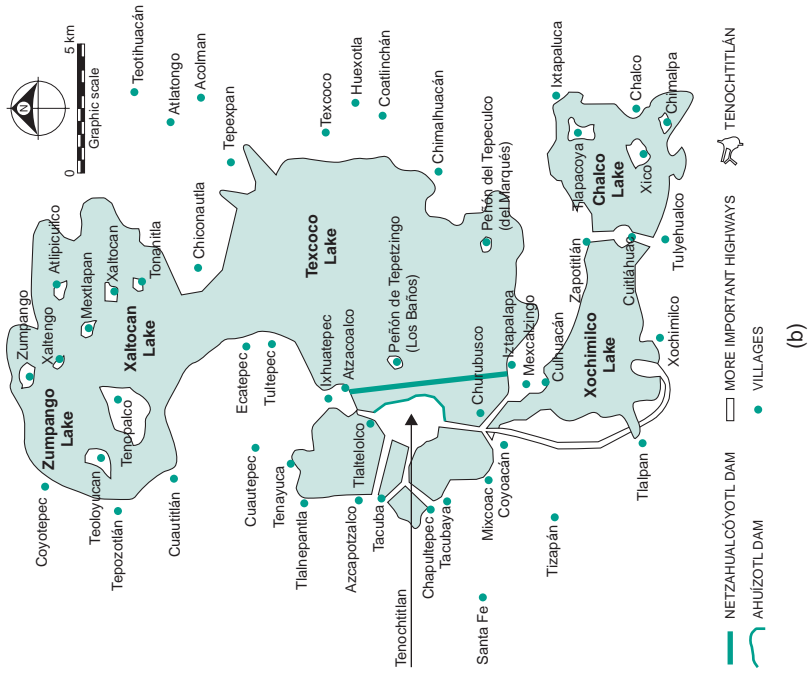 N
0
5 km
Graphic scale
Teotihuacán
Atlatongo
Acolman
Tepexpan
Texcoco
Huexotla
Coatlinchán
Chimalhuacán
Ixtapaluca
Chalco
Chimalpa
Zumpango
Xaltengo
Atlipiculco
Mextlapan
Xaltocan
Tonanitla
Chiconautla
Zumpango
Lake
Xaltocan
Lake
Texcoco
Lake
Peñón del Tepeculco
(del Marqués)
Tlapacoya
Chalco
Lake
Xico
Coyotepec
Teoloyucan
Tepozotlán
Tenopalco
Cuautitlán
Ecatepec
Tultepec
Ixhuatepec
Atzacoalco
Peñón de Tepetzingo
(Los Baños)
Iztapalapa
Mexcalzingo
Culhuacán
Zapotitlán
Cuitláhuac
Tulyehualco
Cuautepec
Tenayuca
Tlalnepantla
Azcapotzalco
Tlaltelolco
Tacuba
Chapultepec
Tacubaya
Churubusco
Mixcoac
Coyoacán
Xochimilco
Lake
Xochimilco
Tlalpan
Tizapán
Tenochtitlan
Santa Fe
NETZAHUALCÓYOTL DAM
AHUÍZOTL DAM
MORE IMPORTANT HIGHWAYS
VILLAGES
TENOCHTITLÁN
(b)